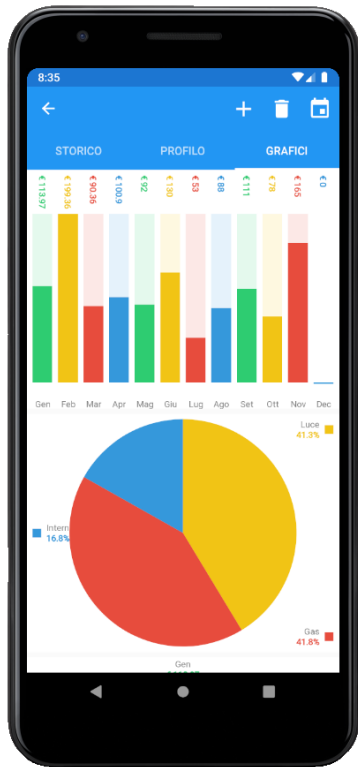 8:35
STORICO PROFILO GRAFICI
€ 113.97 € 199.36 € 90.36 € 100.9 € 92 € 130 € 53 € 88 € 111 € 78 € 165 € 0
Gen Feb Mar Apr Mag Giu Lug Ago Set Ott Nov Dec
Luce
41.3%
Intern
16.8%
Gas
41.8%
Gen